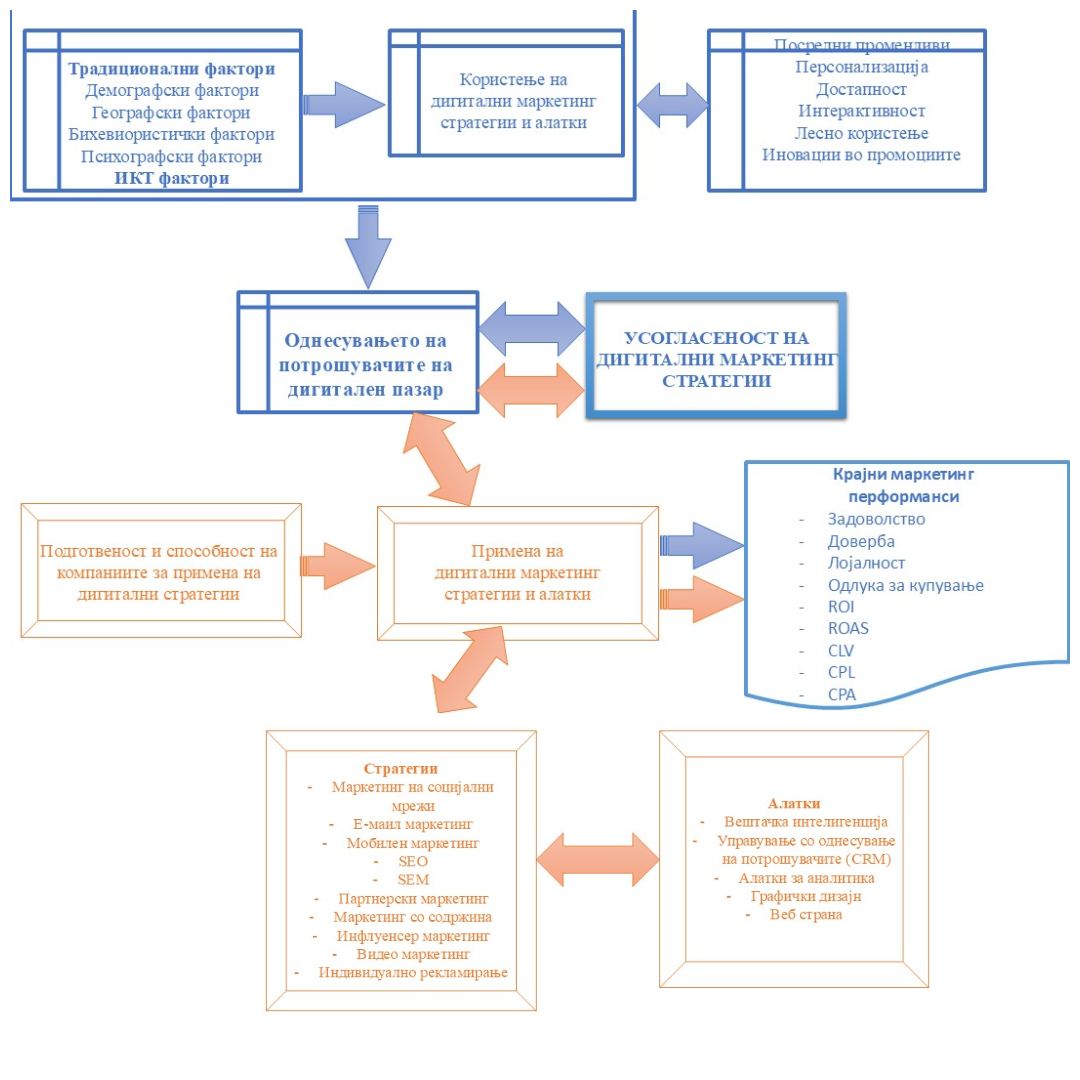 Традиционални фактори
Демографски фактори
Географски фактори
Бихевиористички фактори
Психографски фактори
ИКТ фактори
Користење на
дигитални маркетинг
стратегии и алатки
Посредни променливи
Персонализација
Достапност
Интерактивност
Лесно користење
Иновации во промоциите
Однесувањето на
потрошувачите на
дигитален пазар
УСОГЛАСЕНОСТ НА
ДИГИТАЛНИ МАРКЕТИНГ
СТРАТЕГИИ
Подготвеност и способност на
компаниите за примена на
дигитални стратегии
Примена на
дигитални маркетинг
стратегии и алатки
Крајни маркетинг
перформанси
- Задоволство
- Доверба
- Лојалност
- Одлука за купување
- ROI
- ROAS
- CLV
- CPL
- CPA
Стратегии
- Маркетинг на социјални
мрежи
- Е-маил маркетинг
- Мобилен маркетинг
- SEO
- SEM
- Партнерски маркетинг
- Маркетинг со содржина
- Инфлуенсер маркетинг
- Видео маркетинг
- Индивидуално рекламирање
Алатки
- Вештачка интелигенција
- Управување со однесување
на потрошувачите (CRM)
- Алатки за аналитика
- Графички дизајн
- Веб страна